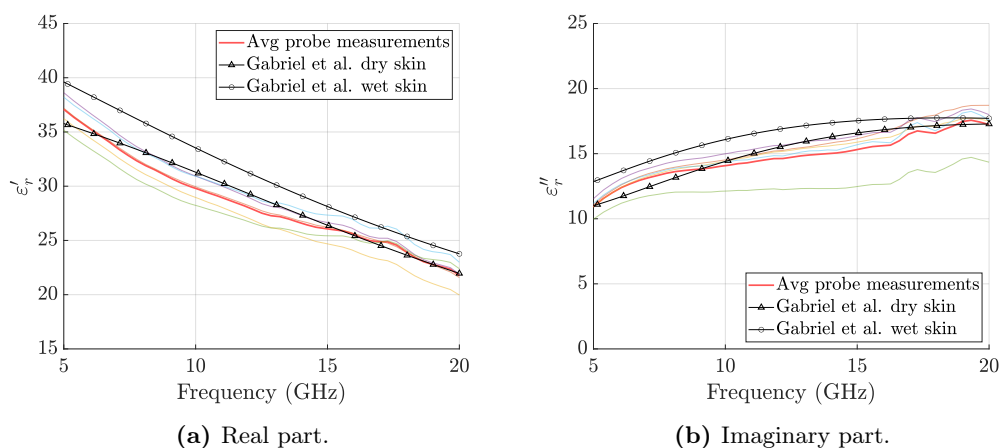 45
40
35
30
25
20
15
5
10
15
20
Frequency (GHz)
ε′r
Avg probe measurements
Gabriel et al. dry skin
Gabriel et al. wet skin
(a) Real part.
25
20
15
10
5
0
5
10
15
20
Frequency (GHz)
ε″r
Avg probe measurements
Gabriel et al. dry skin
Gabriel et al. wet skin
(b) Imaginary part.